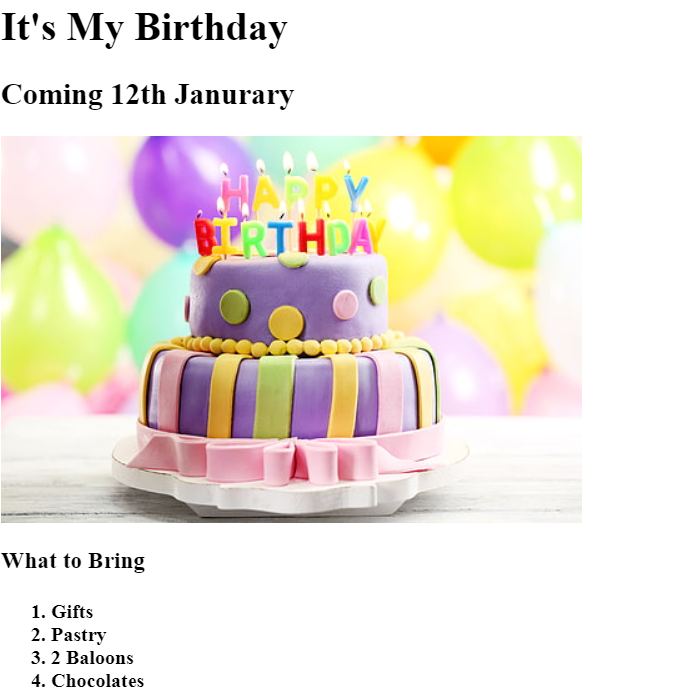 It's My Birthday
Coming 12th Janurary
HAPPY
BIRTHDAY
What to Bring
1. Gifts
2. Pastry
3. 2 Baloons
4. Chocolates